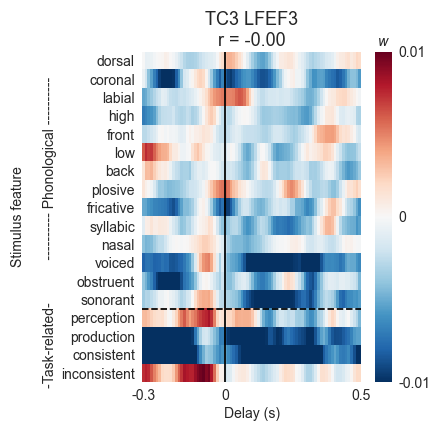 TC3 LFEF3
r = -0.00
w
dorsal
coronal
labial
high
front
low
back
plosive
fricative
syllabic
nasal
voiced
obstruent
sonorant
perception
production
consistent
inconsistent
Stimulus feature
---------- Phonological ----------
-Task-related-
0.01
0
-0.01
-0.3
0
0.5
Delay (s)